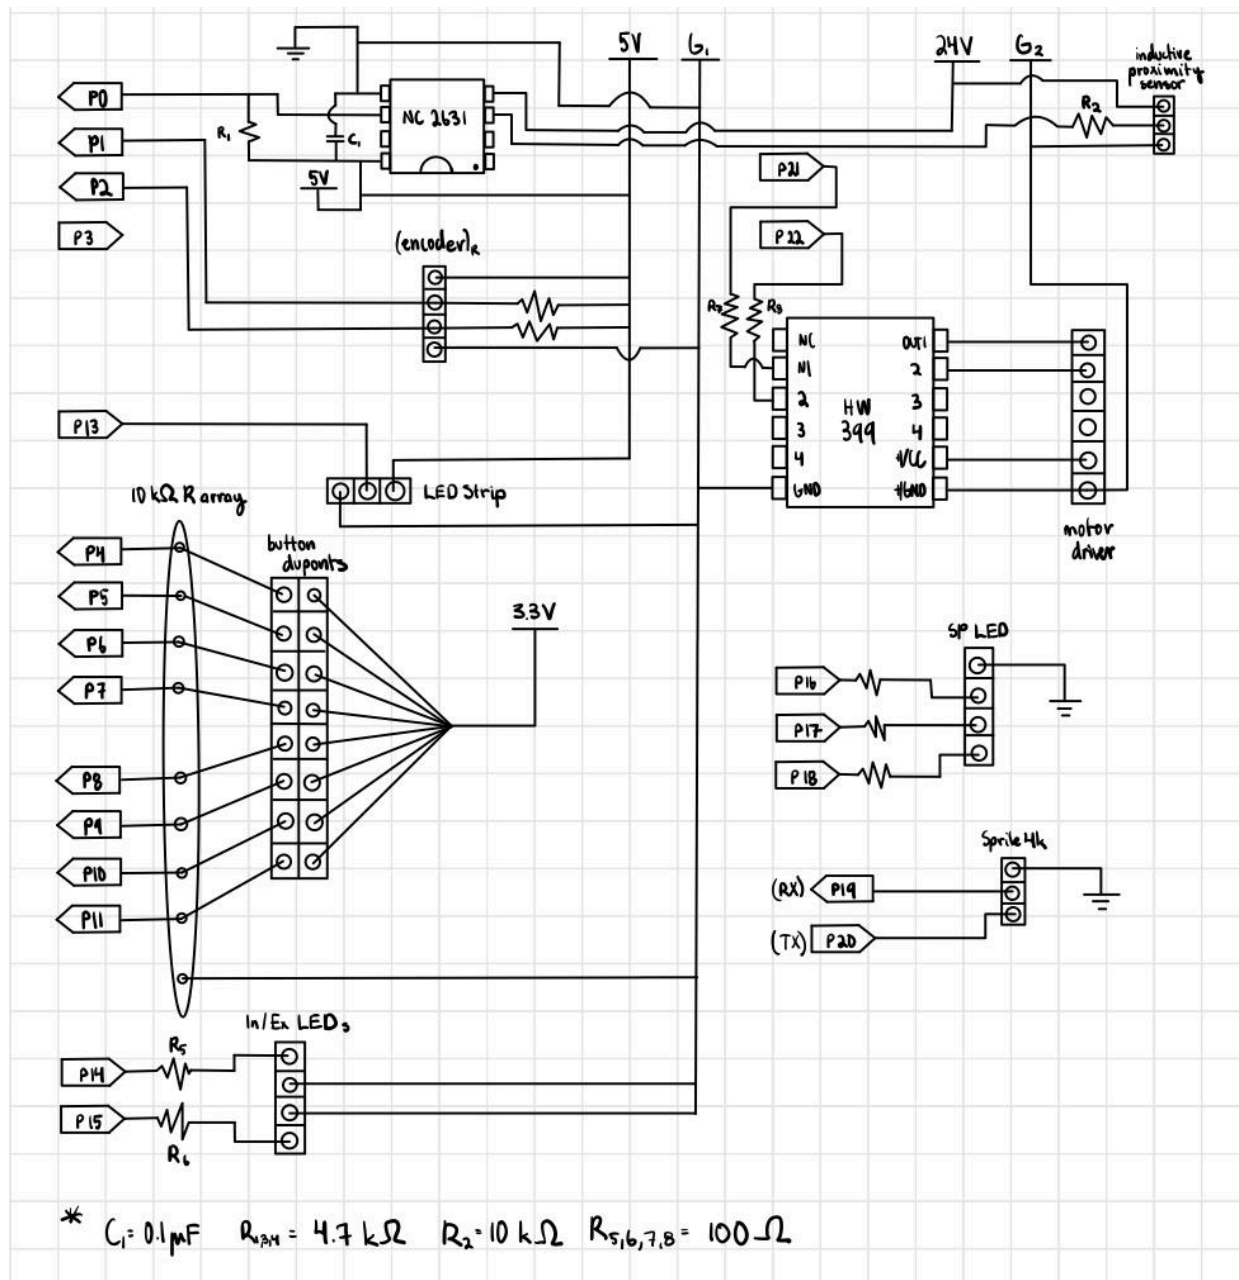 5V G₁ 24V G₂
inductive
proximity
sensor
P0
R₁
C₁
NC 2631
R₂
P1
5V
P21
P2
P3
(encoder)R
P22
R₇ R₈
NC OUT1
N1 2
2 3
HW
399
3 4
4 +VCC
GND +GND
motor
driver
P13
LED Strip
10 kΩ R array
button
duponts
P4
P5
P6
P7
P8
P9
P10
P11
3.3V
SP LED
P16
P17
P18
Sprite 4k
(RX) P19
(TX) P20
In/Ex LEDs
P14
R₅
P15
R₆
* C₁= 0.1µF R₁,₃,₄ = 4.7 kΩ R₂= 10 kΩ R₅,₆,₇,₈= 100 Ω